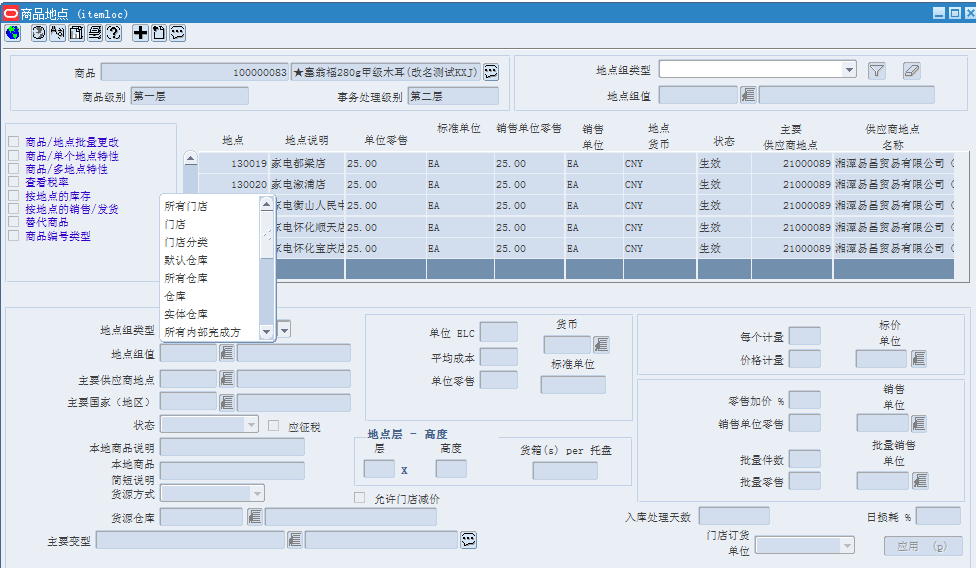 商品地点 (itemloc)
商品 100000083 ★塞翁福280g甲级木耳(改名测试KXJ)
商品级别 第一层 事务处理级别 第二层
地点组类型
地点组值
商品/地点批量更改
商品/单个地点特性
商品/多地点特性
查看税率
按地点的库存
按地点的销售/发货
替代商品
商品编号类型
地点 地点说明 单位零售 标准单位 销售单位零售 销售单位 地点货币 状态 主要供应商地点 供应商地点名称
130019 家电都梁店 25.00 EA 25.00 EA CNY 生效 21000089 湘潭易昌贸易有限公司（
130020 家电溆浦店 25.00 EA 25.00 EA CNY 生效 21000089 湘潭易昌贸易有限公司（
家电衡山人民中 25.00 EA 25.00 EA CNY 生效 21000089 湘潭易昌贸易有限公司（
家电怀化顺天店 25.00 EA 25.00 EA CNY 生效 21000089 湘潭易昌贸易有限公司（
家电怀化宝庆店 25.00 EA 25.00 EA CNY 生效 21000089 湘潭易昌贸易有限公司（
所有门店
门店
门店分类
默认仓库
所有仓库
仓库
实体仓库
所有内部完成方
地点组类型
地点组值
主要供应商地点
主要国家（地区）
状态 应征税
本地商品说明
本地商品
简短说明
货源方式
货源仓库
主要变型
单位 ELC 货币
平均成本 标准单位
单位零售
地点层 - 高度
层 高度 货箱(s) per 托盘
x
允许门店减价
每个计量 标价
单位
价格计量
零售加价 % 销售
单位
销售单位零售
批量件数 批量销售
单位
批量零售
入库处理天数 日损耗 %
门店订货
单位 应用 (p)